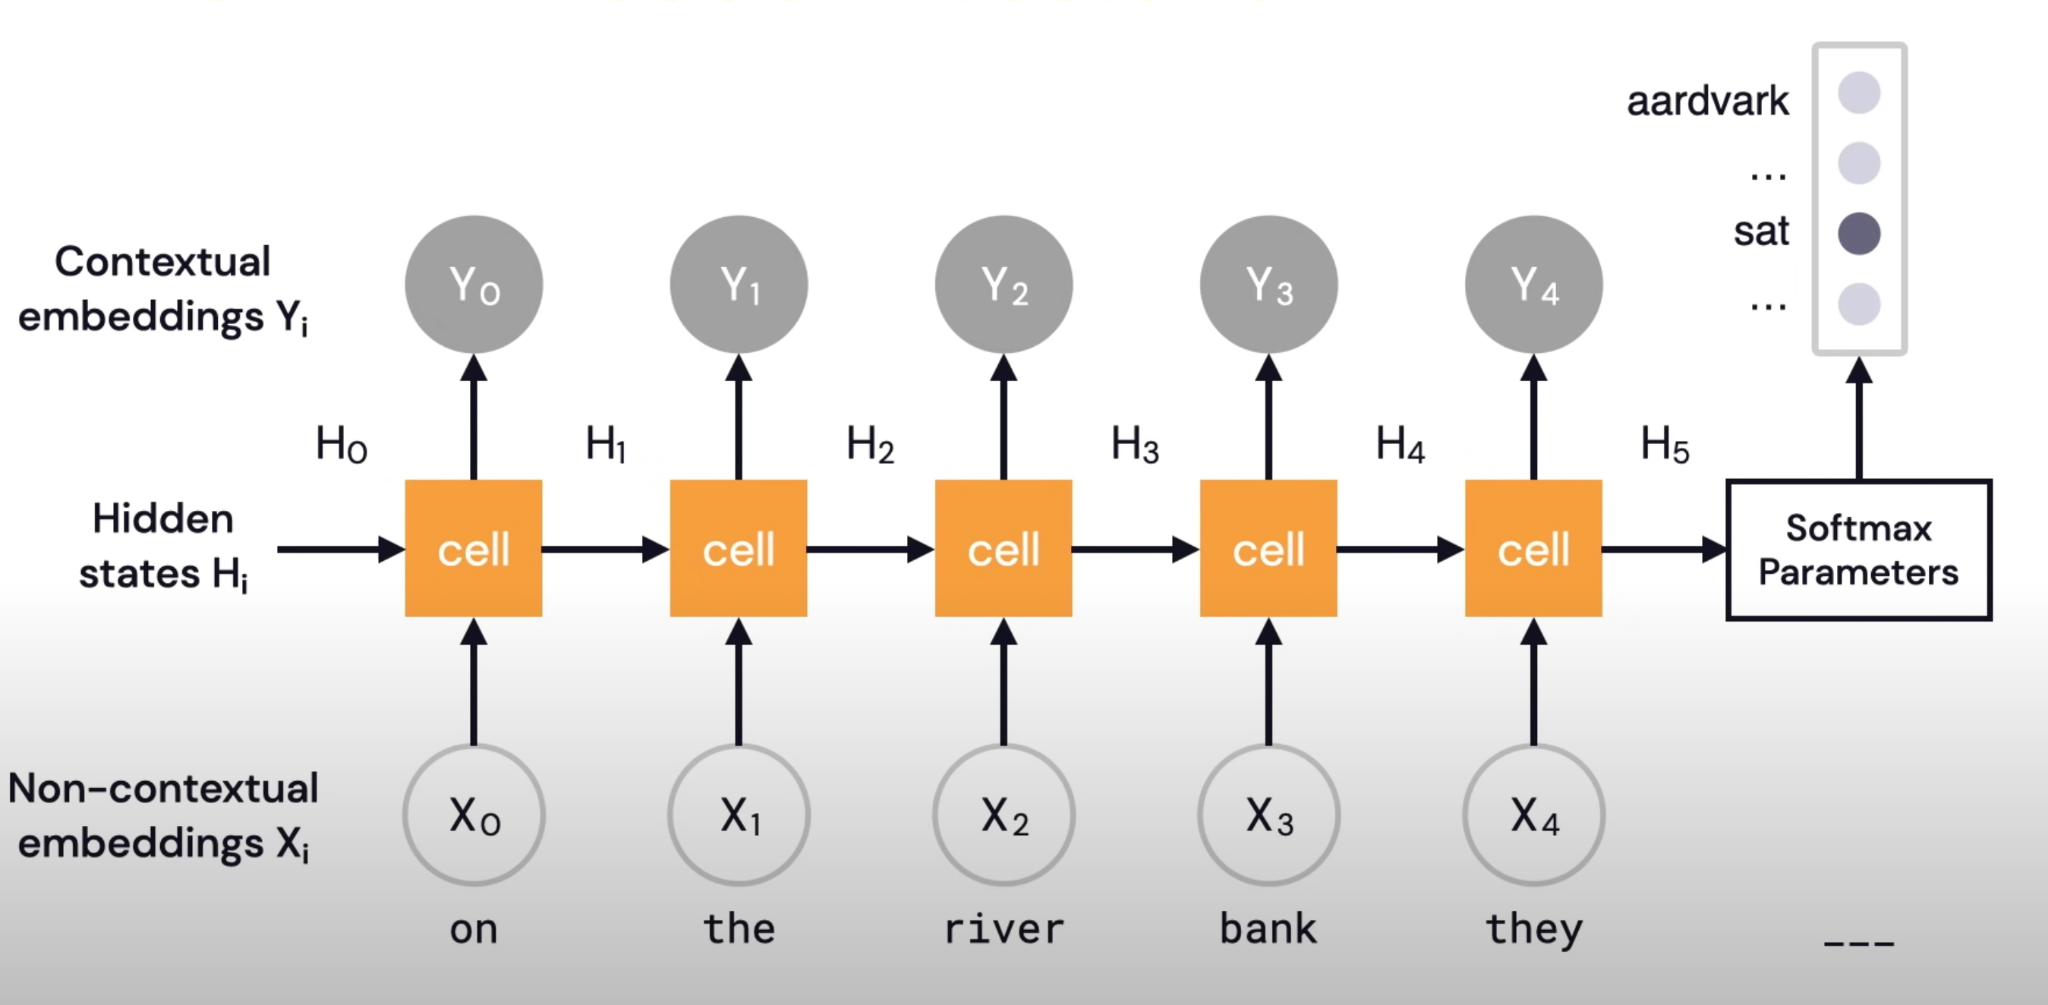 aardvark
...
sat
...
Contextual
embeddings Yi
Y0 Y1 Y2 Y3 Y4
H0 H1 H2 H3 H4 H5
Hidden
states Hi
cell cell cell cell cell
Softmax
Parameters
Non-contextual
embeddings Xi
X0 X1 X2 X3 X4
on the river bank they ___